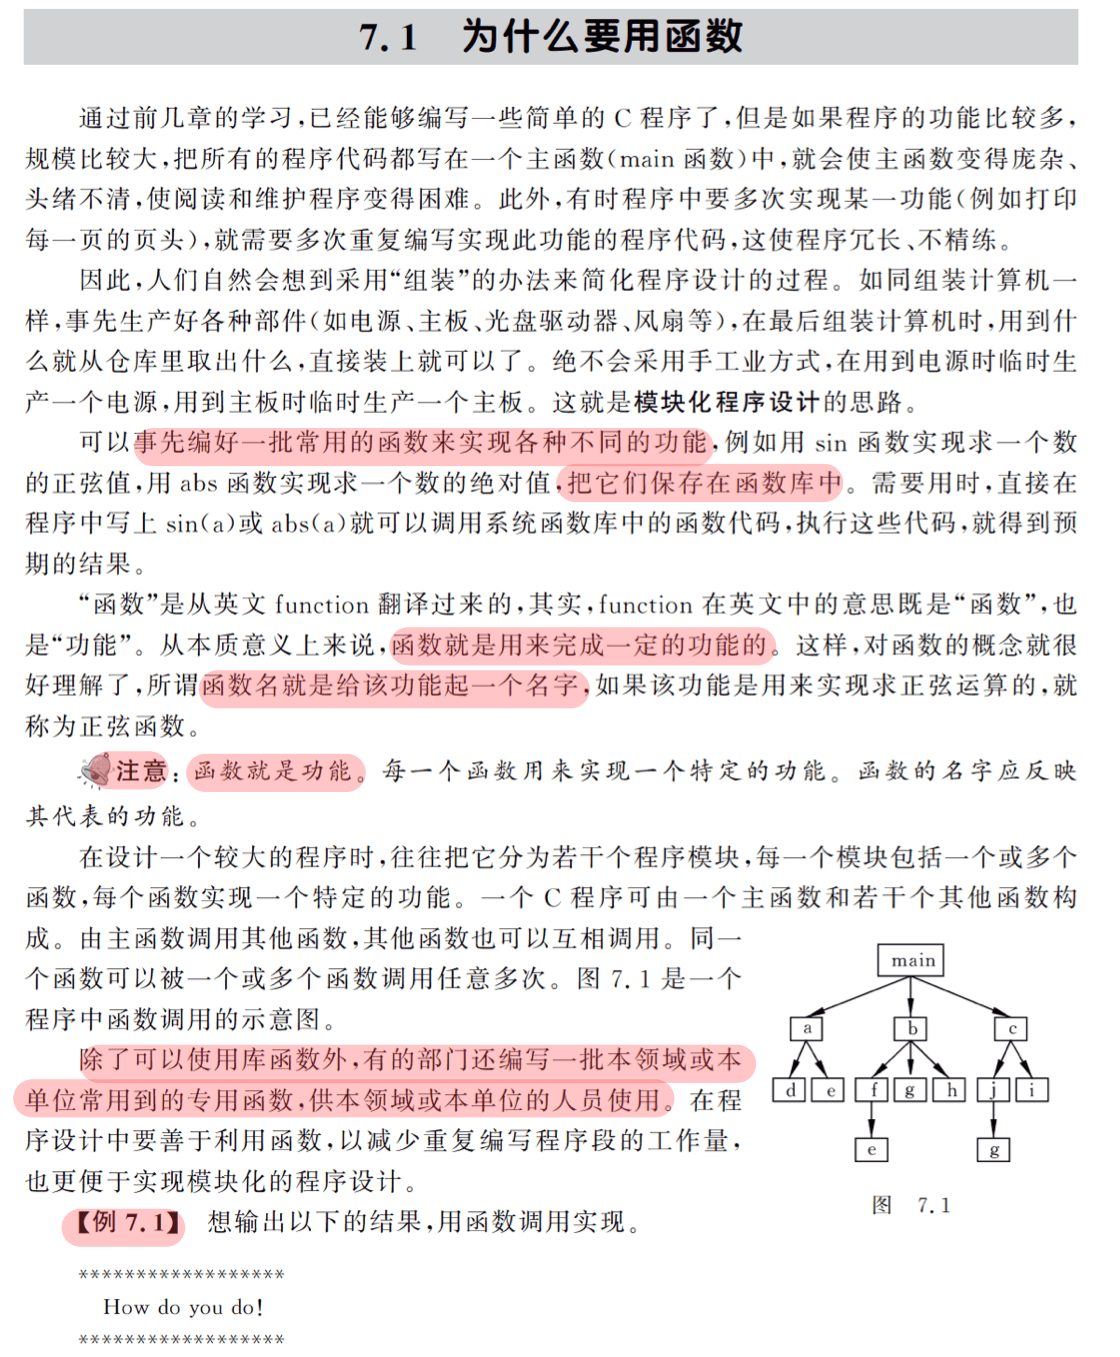 7.1 为什么要用函数
通过前几章的学习,已经能够编写一些简单的 C 程序了,但是如果程序的功能比较多,
规模比较大,把所有的程序代码都写在一个主函数(main 函数)中,就会使主函数变得庞杂、
头绪不清,使阅读和维护程序变得困难。此外,有时程序中要多次实现某一功能(例如打印
每一页的页头),就需要多次重复编写实现此功能的程序代码,这使程序冗长、不精练。
因此,人们自然会想到采用“组装”的办法来简化程序设计的过程。如同组装计算机一
样,事先生产好各种部件(如电源、主板、光盘驱动器、风扇等),在最后组装计算机时,用到什
么就从仓库里取出什么,直接装上就可以了。绝不会采用手工业方式,在用到电源时临时生
产一个电源,用到主板时临时生产一个主板。这就是模块化程序设计的思路。
可以事先编好一批常用的函数来实现各种不同的功能,例如用 sin 函数实现求一个数
的正弦值,用 abs 函数实现求一个数的绝对值,把它们保存在函数库中。需要用时,直接在
程序中写上 sin(a)或 abs(a)就可以调用系统函数库中的函数代码,执行这些代码,就得到预
期的结果。
“函数”是从英文 function 翻译过来的,其实,function 在英文中的意思既是“函数”,也
是“功能”。从本质意义上来说,函数就是用来完成一定的功能的。这样,对函数的概念就很
好理解了,所谓函数名就是给该功能起一个名字,如果该功能是用来实现求正弦运算的,就
称为正弦函数。
注意:函数就是功能。每一个函数用来实现一个特定的功能。函数的名字应反映
其代表的功能。
在设计一个较大的程序时,往往把它分为若干个程序模块,每一个模块包括一个或多个
函数,每个函数实现一个特定的功能。一个 C 程序可由一个主函数和若干个其他函数构
成。由主函数调用其他函数,其他函数也可以互相调用。同一
个函数可以被一个或多个函数调用任意多次。图 7.1 是一个
程序中函数调用的示意图。
除了可以使用库函数外,有的部门还编写一批本领域或本
单位常用到的专用函数,供本领域或本单位的人员使用。在程
序设计中要善于利用函数,以减少重复编写程序段的工作量,
也更便于实现模块化的程序设计。
main
a b c
d e f g h j i
e g
图 7.1
【例 7.1】 想输出以下的结果,用函数调用实现。
******************
How do you do!
******************